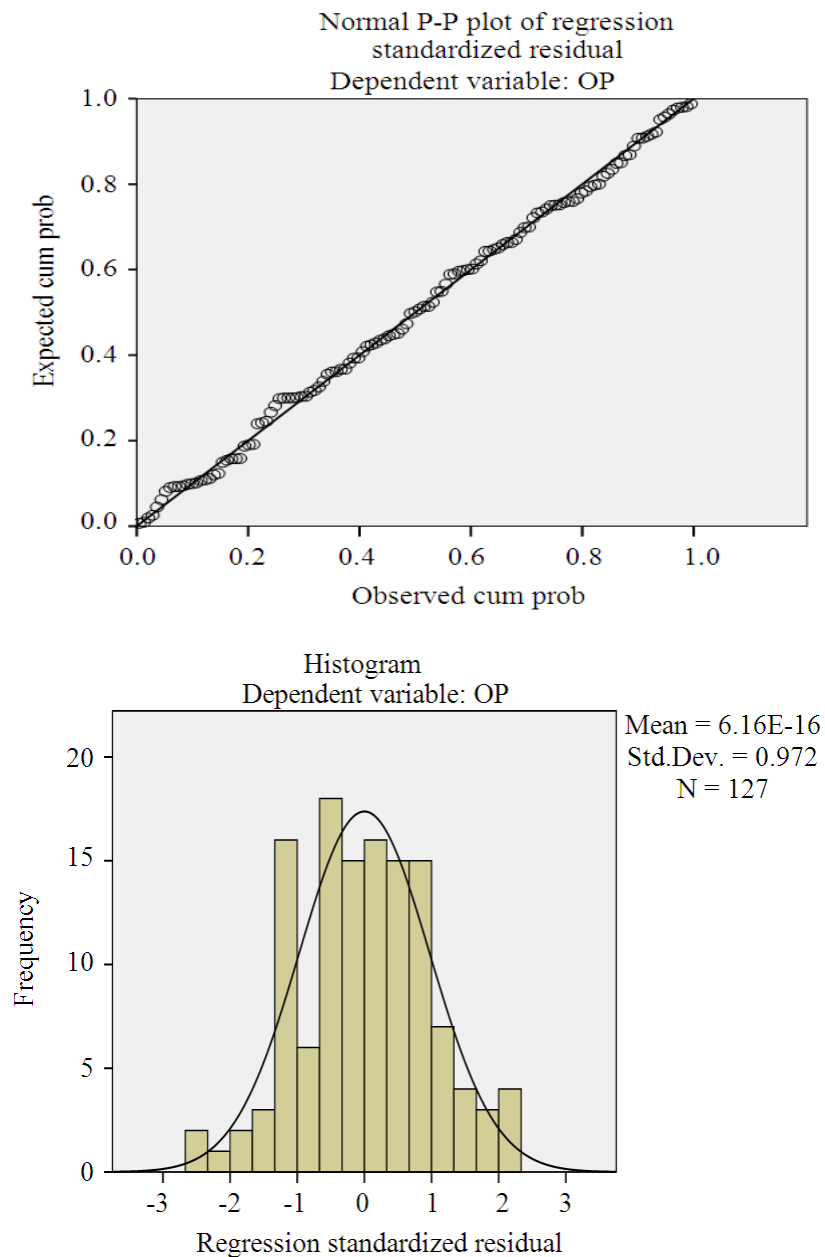 Normal P-P plot of regression
standardized residual
Dependent variable: OP
1.0
0.8
0.6
0.4
0.2
0.0
Expected cum prob
0.0 0.2 0.4 0.6 0.8 1.0
Observed cum prob
Histogram
Dependent variable: OP
Mean = 6.16E-16
Std.Dev. = 0.972
N = 127
20
15
10
5
0
Frequency
-3 -2 -1 0 1 2 3
Regression standardized residual